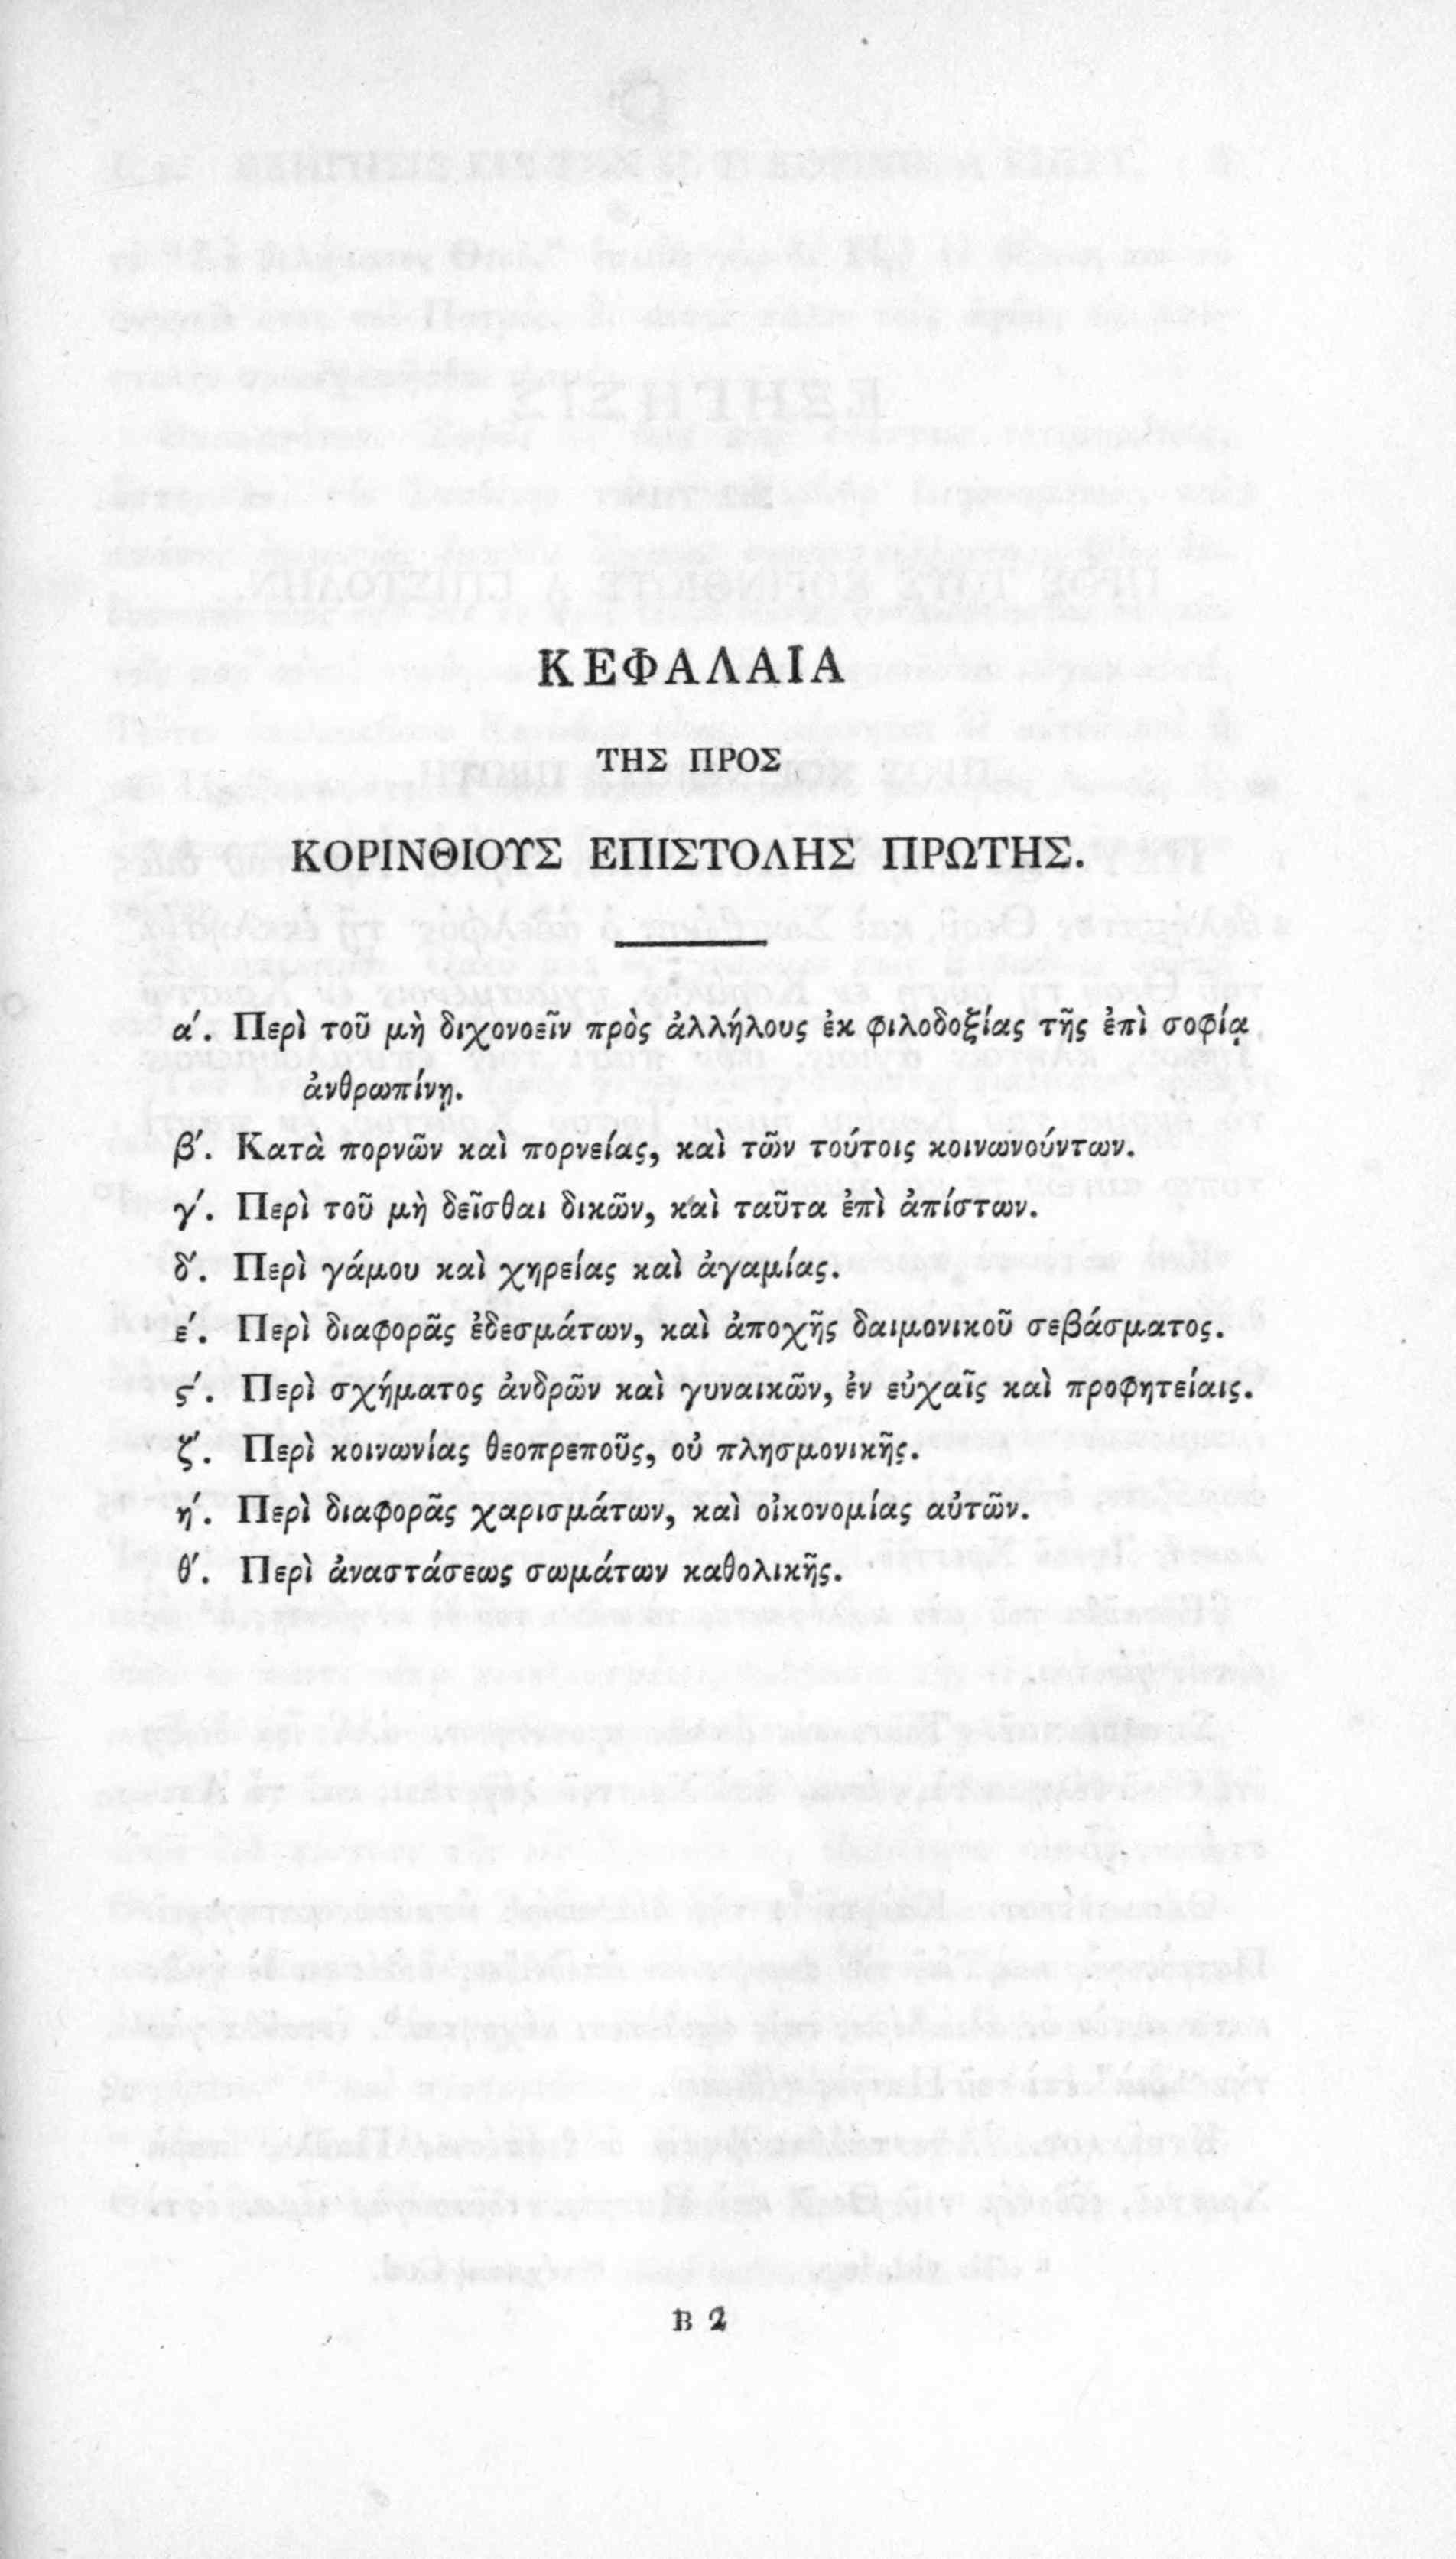 ΚΕΦΑΛΑΙΑ
ΤΗΣ ΠΡΟΣ
ΚΟΡΙΝΘΙΟΥΣ ΕΠΙΣΤΟΛΗΣ ΠΡΩΤΗΣ.
α΄. Περὶ τοῦ μὴ διχονοεῖν πρὸς ἀλλήλους ἐκ φιλοδοξίας τῆς ἐπὶ σοφίᾳ
ἀνθρωπίνῃ.
β΄. Κατὰ πορνῶν καὶ πορνείας, καὶ τῶν τούτοις κοινωνούντων.
γ΄. Περὶ τοῦ μὴ δεῖσθαι δικῶν, καὶ ταῦτα ἐπὶ ἀπίστων.
δ΄. Περὶ γάμου καὶ χηρείας καὶ ἀγαμίας.
ε΄. Περὶ διαφορᾶς ἐδεσμάτων, καὶ ἀποχῆς δαιμονικοῦ σεβάσματος.
ϛ΄. Περὶ σχήματος ἀνδρῶν καὶ γυναικῶν, ἐν εὐχαῖς καὶ προφητείαις.
ζ΄. Περὶ κοινωνίας θεοπρεποῦς, οὐ πλησμονικῆς.
η΄. Περὶ διαφορᾶς χαρισμάτων, καὶ οἰκονομίας αὐτῶν.
θ΄. Περὶ ἀναστάσεως σωμάτων καθολικῆς.
B 2